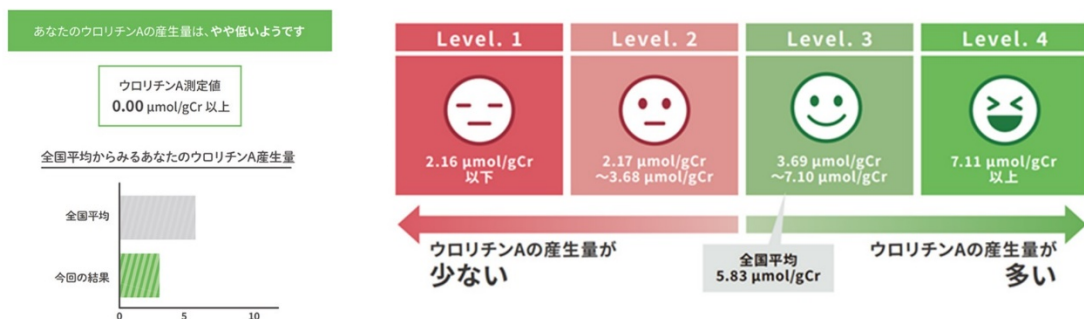 あなたのウロリチンAの産生量は、やや低いようです
ウロリチンA測定値
0.00 μmol/gCr 以上
全国平均からみるあなたのウロリチンA産生量
全国平均
今回の結果
0
5
10
Level. 1
Level. 2
Level. 3
Level. 4
2.16 μmol/gCr
以下
2.17 μmol/gCr
～3.68 μmol/gCr
3.69 μmol/gCr
～7.10 μmol/gCr
7.11 μmol/gCr
以上
ウロリチンAの産生量が
少ない
全国平均
5.83 μmol/gCr
ウロリチンAの産生量が
多い